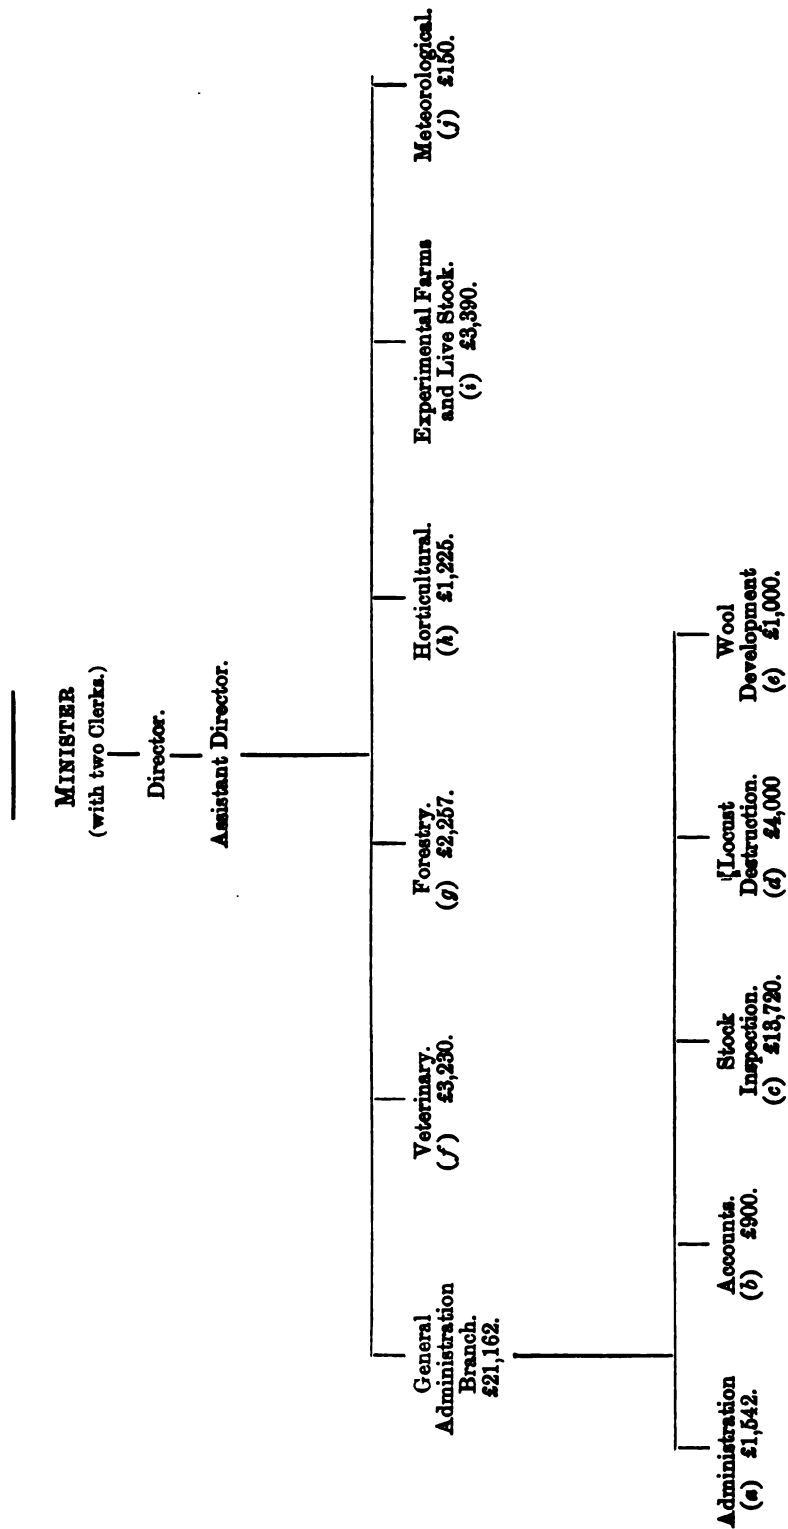 MINISTER
(with two Clerks.)
Director.
Assistant Director.
General
Administration
Branch.
£21,162.
Veterinary.
(f) £3,230.
Forestry.
(g) £2,257.
Horticultural.
(h) £1,225.
Experimental Farms
and Live Stock.
(i) £3,390.
Meteorological.
(j) £150.
Administration
(a) £1,542.
Accounts.
(b) £900.
Stock
Inspection.
(c) £13,720.
Locust
Destruction.
(d) £4,000
Wool
Development
(e) £1,000.